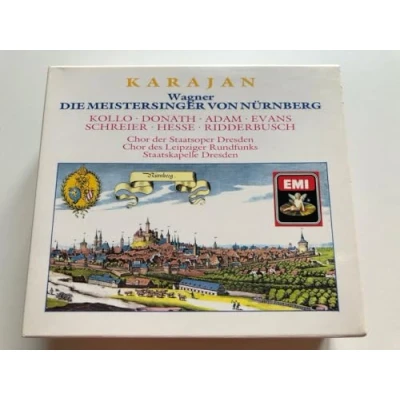 KARAJAN
Wagner
DIE MEISTERSINGER VON NÜRNBERG
KOLLO · DONATH · ADAM · EVANS
SCHREIER · HESSE · RIDDERBUSCH
Chor der Staatsoper Dresden
Chor des Leipziger Rundfunks
Staatskapelle Dresden
Nürnberg.
EMI